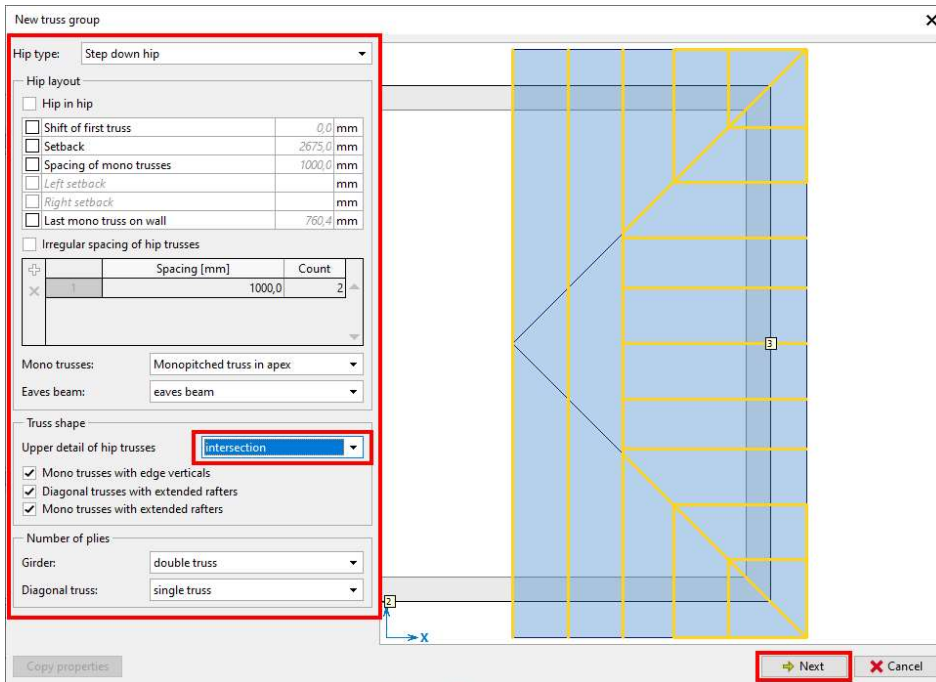 New truss group
Hip type: Step down hip
Hip layout
Hip in hip
Shift of first truss 0,0 mm
Setback 2675,0 mm
Spacing of mono trusses 1000,0 mm
Left setback mm
Right setback mm
Last mono truss on wall 760,4 mm
Irregular spacing of hip trusses
Spacing [mm] Count
1 1000,0 2
Mono trusses: Monopitched truss in apex
Eaves beam: eaves beam
Truss shape
Upper detail of hip trusses intersection
Mono trusses with edge verticals
Diagonal trusses with extended rafters
Mono trusses with extended rafters
Number of plies
Girder: double truss
Diagonal truss: single truss
3
2
X
Copy properties
Next
Cancel